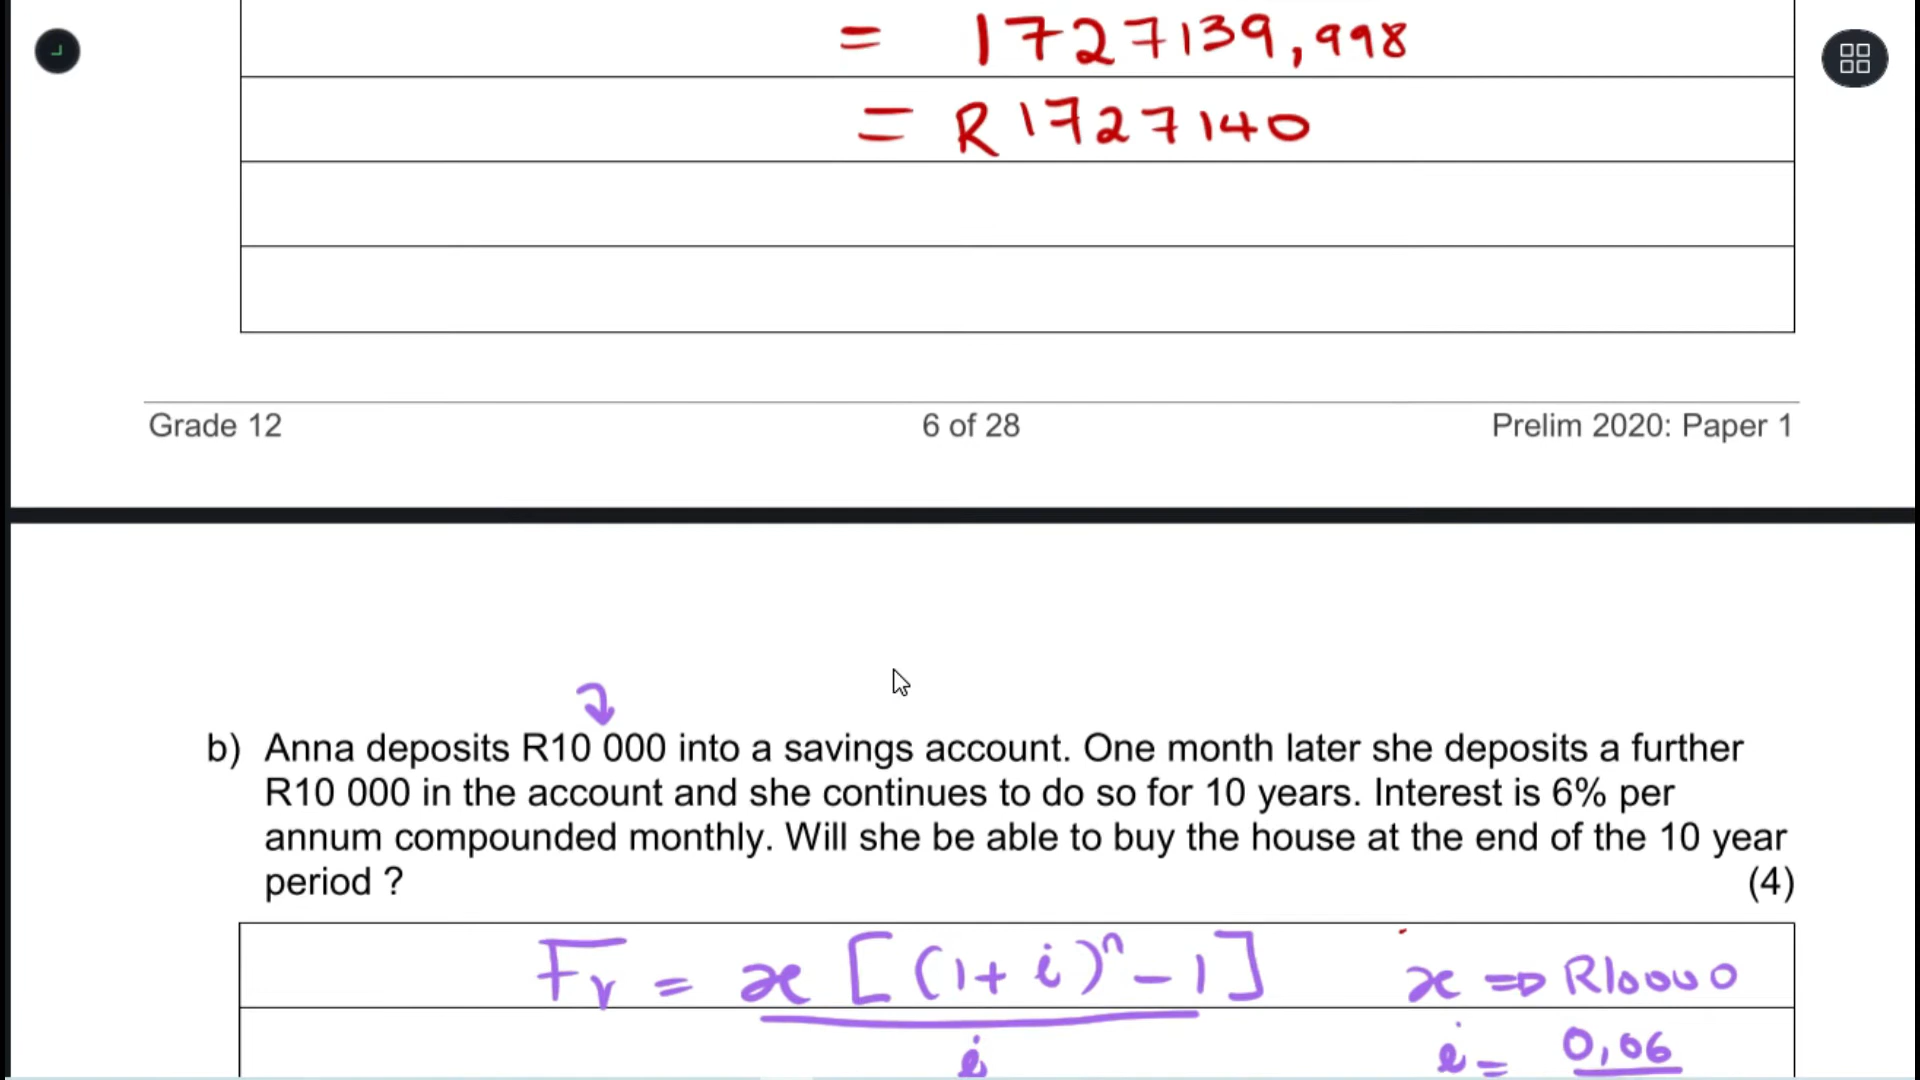 = 1727139,998
= R1727140
Grade 12 6 of 28 Prelim 2020: Paper 1
b) Anna deposits R10 000 into a savings account. One month later she deposits a further
R10 000 in the account and she continues to do so for 10 years. Interest is 6% per
annum compounded monthly. Will she be able to buy the house at the end of the 10 year
period ? (4)
Fv = x [(1+i)ⁿ-1] x ⇒ R10000
i i = 0,06